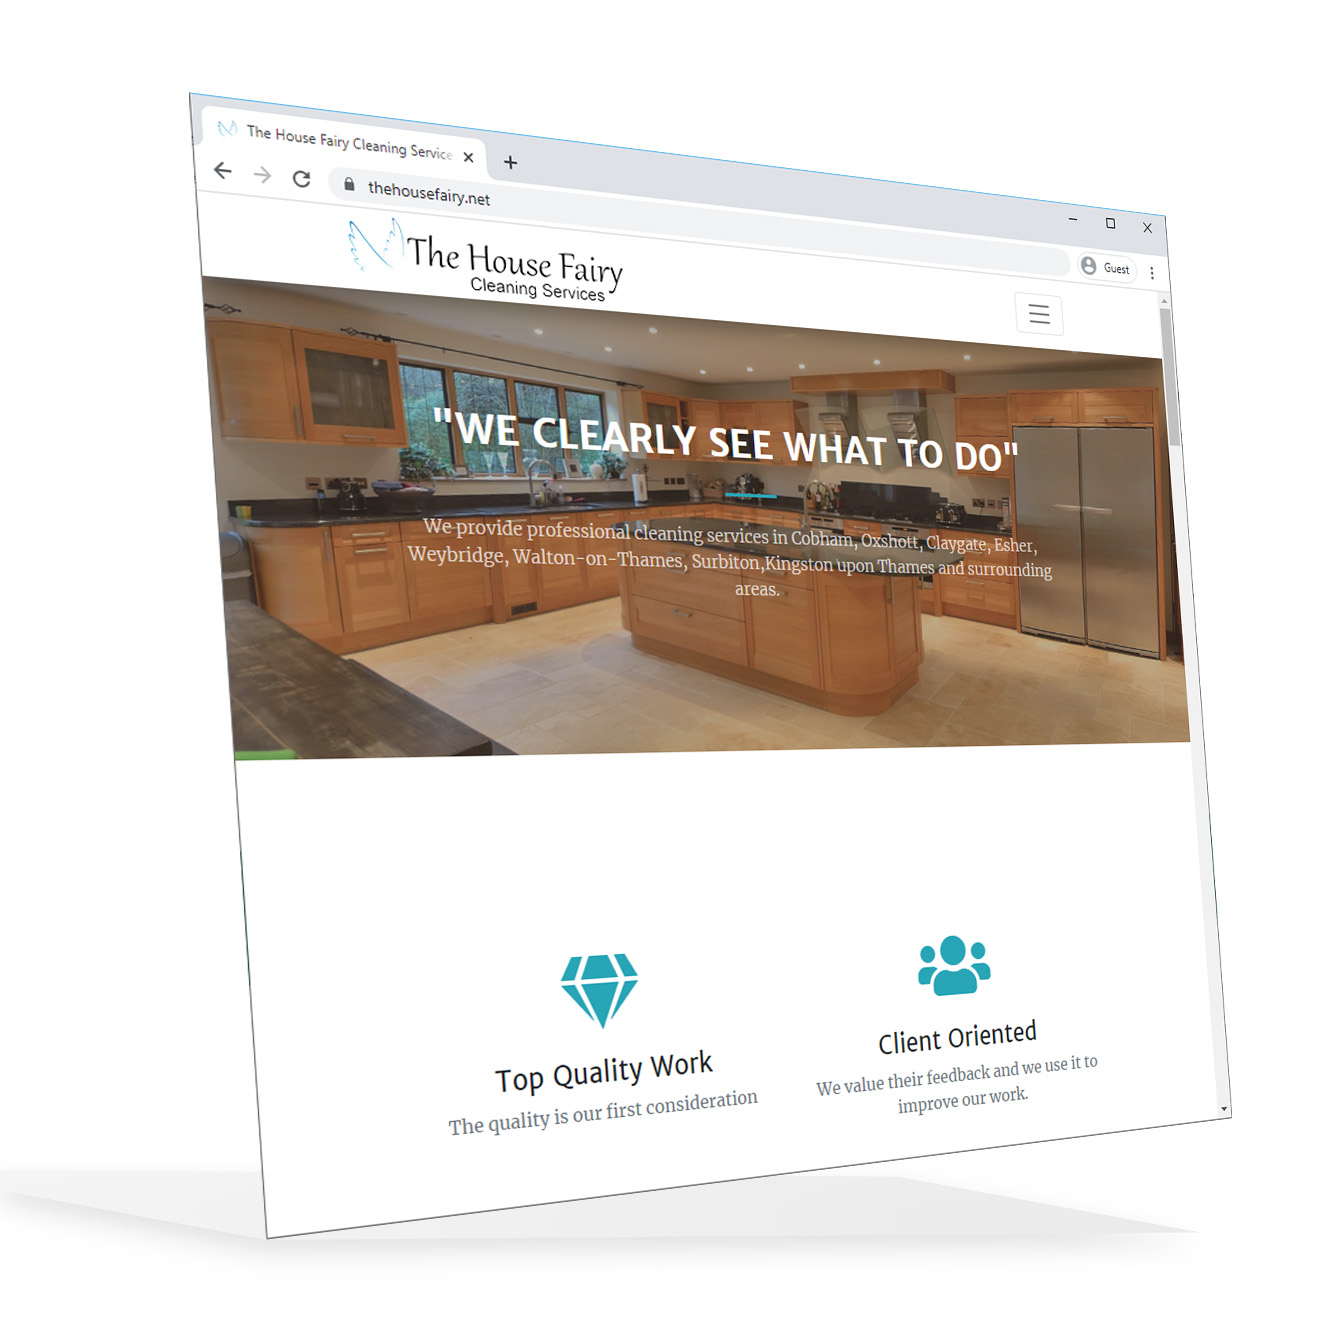 The House Fairy Cleaning Service
thehousefairy.net
Guest
The House Fairy
Cleaning Services
"WE CLEARLY SEE WHAT TO DO"
We provide professional cleaning services in Cobham, Oxshott, Claygate, Esher,
Weybridge, Walton-on-Thames, Surbiton,Kingston upon Thames and surrounding
areas.
Top Quality Work
The quality is our first consideration
Client Oriented
We value their feedback and we use it to
improve our work.